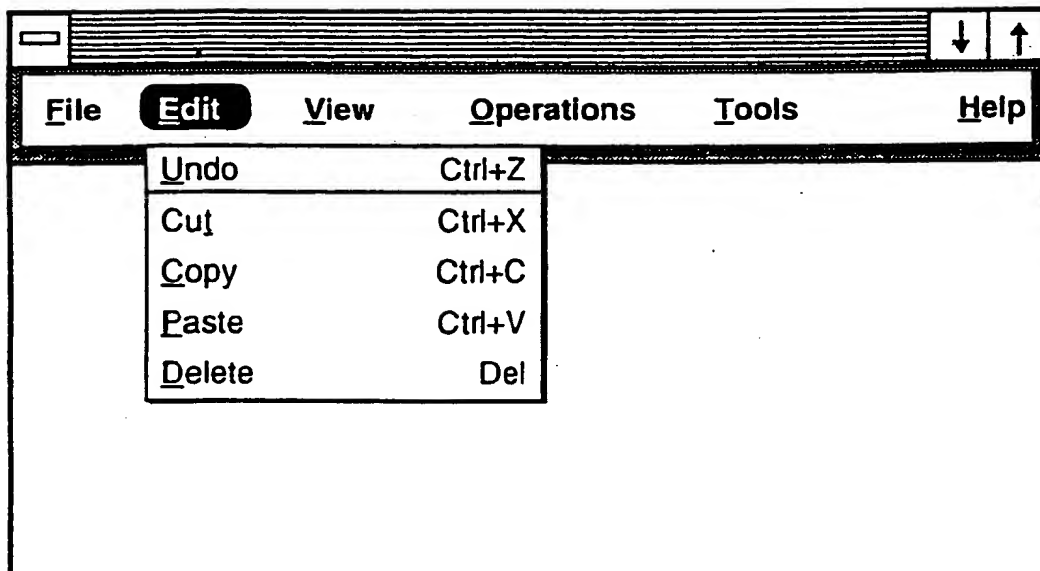 File Edit View Operations Tools Help
Undo Ctrl+Z
Cut Ctrl+X
Copy Ctrl+C
Paste Ctrl+V
Delete Del